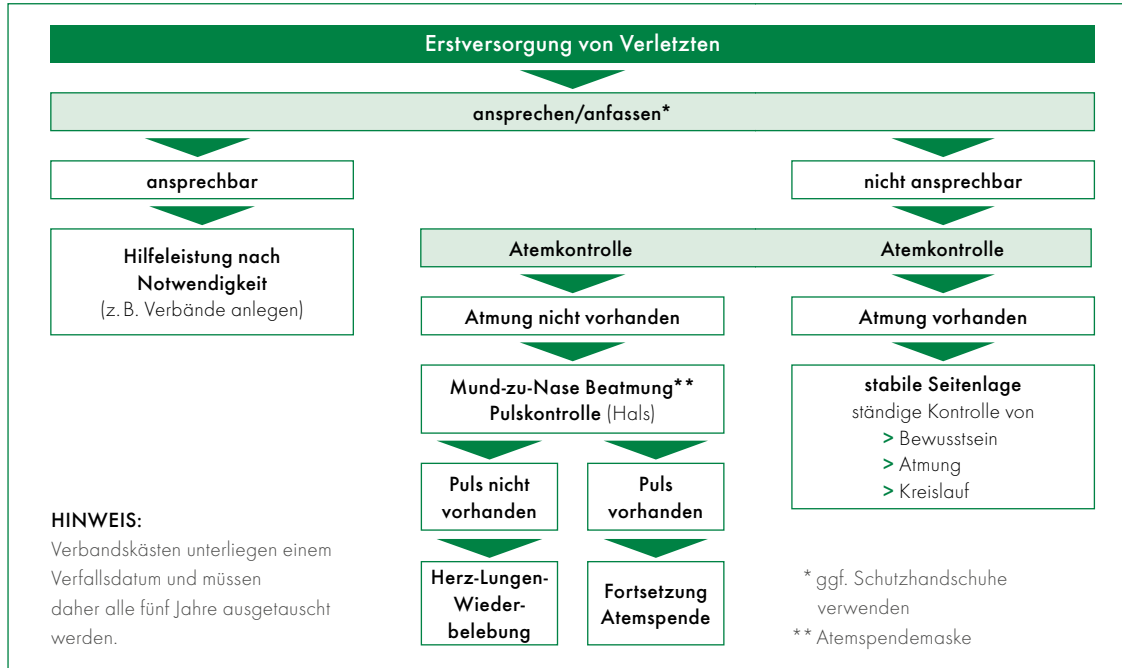 Erstversorgung von Verletzten
ansprechen/anfassen*
ansprechbar
nicht ansprechbar
Hilfeleistung nach
Notwendigkeit
(z. B. Verbände anlegen)
Atemkontrolle
Atemkontrolle
Atmung nicht vorhanden
Atmung vorhanden
Mund-zu-Nase Beatmung**
Pulskontrolle (Hals)
stabile Seitenlage
ständige Kontrolle von
> Bewusstsein
> Atmung
> Kreislauf
Puls nicht
vorhanden
Puls
vorhanden
Herz-Lungen-
Wieder-
belebung
Fortsetzung
Atemspende
HINWEIS:
Verbandskästen unterliegen einem
Verfallsdatum und müssen
daher alle fünf Jahre ausgetauscht
werden.
* ggf. Schutzhandschuhe
verwenden
** Atemspendemaske